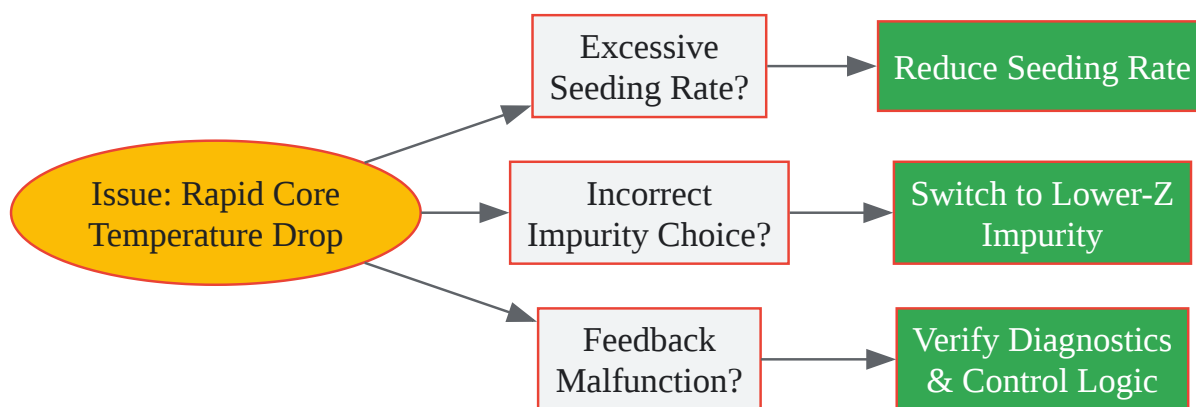 Issue: Rapid Core
Temperature Drop
Excessive
Seeding Rate?
Reduce Seeding Rate
Incorrect
Impurity Choice?
Switch to Lower-Z
Impurity
Feedback
Malfunction?
Verify Diagnostics
& Control Logic